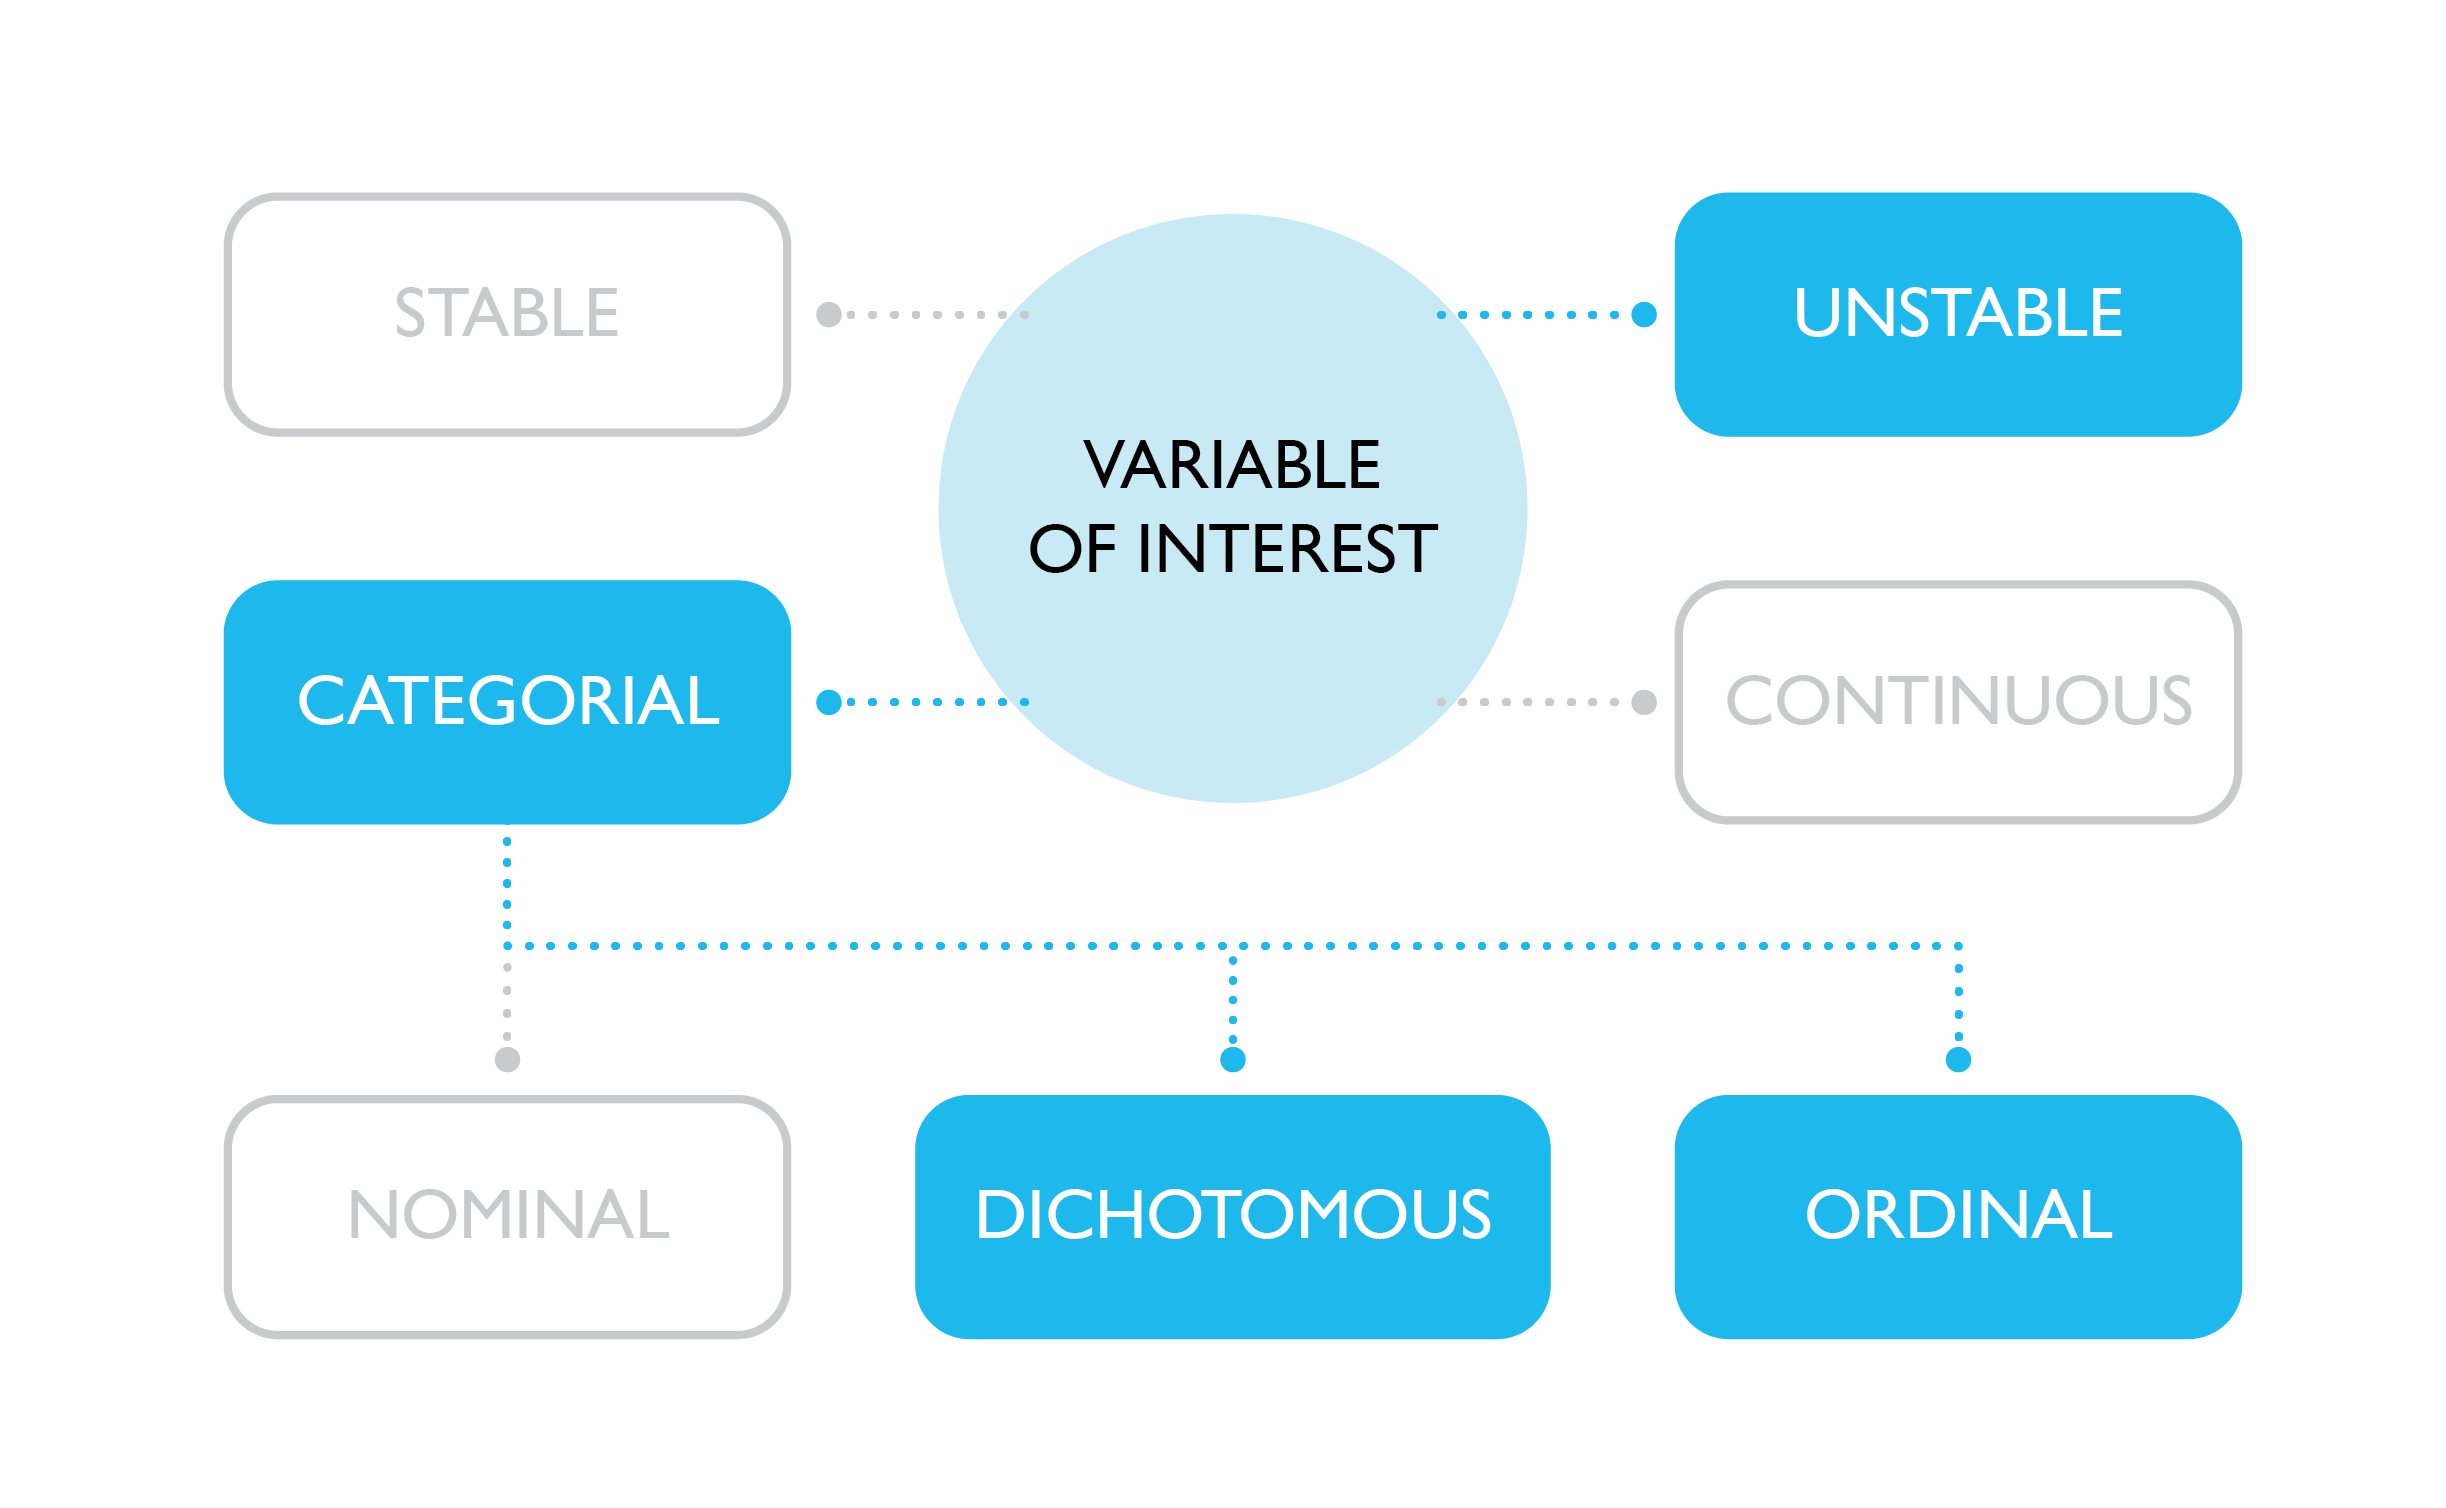 STABLE
UNSTABLE
VARIABLE
OF INTEREST
CATEGORIAL
CONTINUOUS
NOMINAL
DICHOTOMOUS
ORDINAL